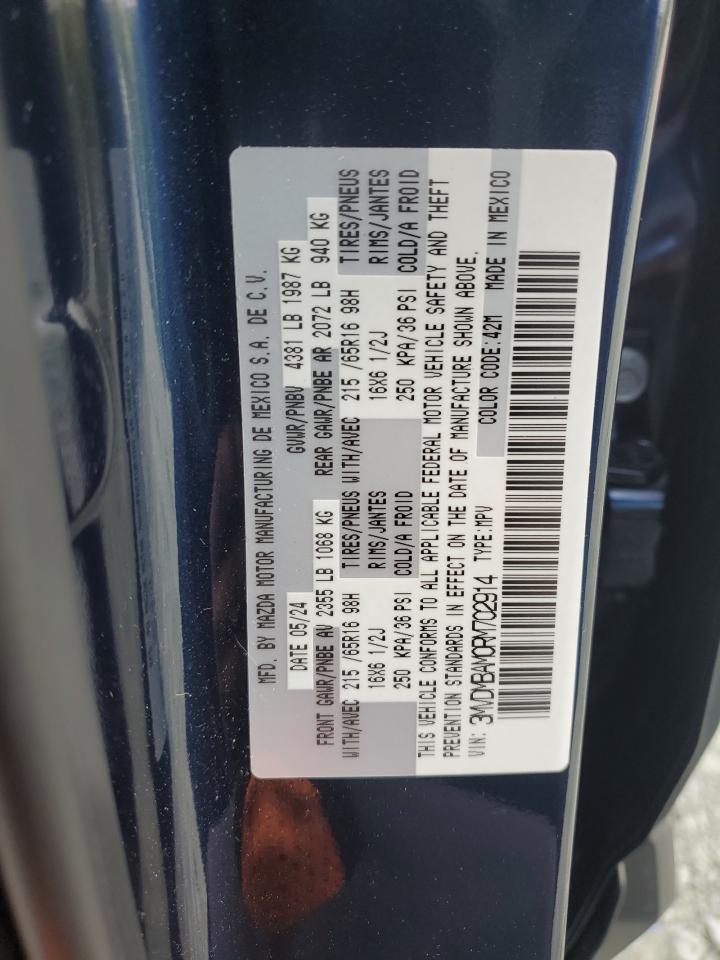 MFD. BY MAZDA MOTOR MANUFACTURING DE MEXICO S.A. DE C.V.
DATE 05/24 GVWR/PNBV 4381 LB 1987 KG
FRONT GAWR/PNBE AV 2355 LB 1068 KG REAR GAWR/PNBE AR 2072 LB 940 KG
WITH/AVEC 215 /65R16 98H TIRES/PNEUS WITH/AVEC 215 /65R16 98H TIRES/PNEUS
16X6 1/2J RIMS/JANTES 16X6 1/2J RIMS/JANTES
250 KPA/36 PSI COLD/A FROID 250 KPA/36 PSI COLD/A FROID
THIS VEHICLE CONFORMS TO ALL APPLICABLE FEDERAL MOTOR VEHICLE SAFETY AND THEFT
PREVENTION STANDARDS IN EFFECT ON THE DATE OF MANUFACTURE SHOWN ABOVE.
VIN: 3MVDMBAM0RM702914 TYPE:MPV COLOR CODE:42M MADE IN MEXICO